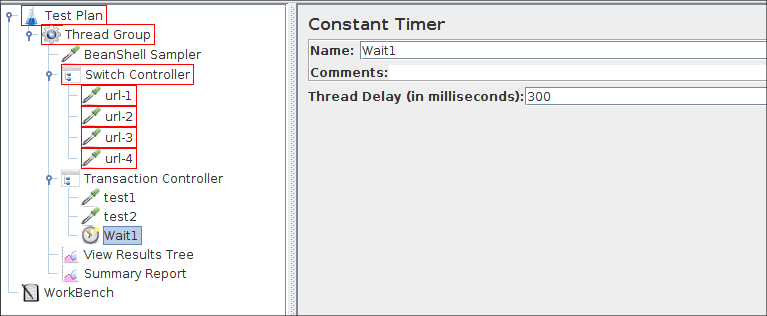 Test Plan
Thread Group
BeanShell Sampler
Switch Controller
url-1
url-2
url-3
url-4
Transaction Controller
test1
test2
Wait1
View Results Tree
Summary Report
WorkBench
Constant Timer
Name: Wait1
Comments:
Thread Delay (in milliseconds): 300